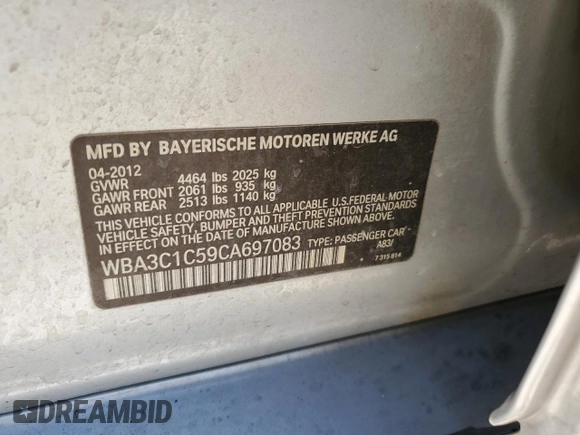 MFD BY BAYERISCHE MOTOREN WERKE AG
04-2012
GVWR 4464 lbs 2025 kg
GAWR FRONT 2061 lbs 935 kg
GAWR REAR 2513 lbs 1140 kg
THIS VEHICLE CONFORMS TO ALL APPLICABLE U.S.FEDERAL-MOTOR
VEHICLE SAFETY, BUMPER AND THEFT PREVENTION STANDARDS
IN EFFECT ON THE DATE OF MANUFACTURE SHOWN ABOVE.
WBA3C1C59CA697083 TYPE: PASSENGER CAR
A83/
7 315 814
DREAMBID